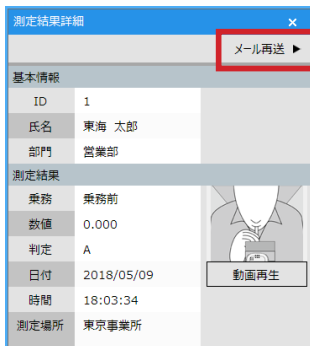 測定結果詳細 ×
メール再送 ▶
基本情報
ID 1
氏名 東海 太郎
部門 営業部
測定結果
乗務 乗務前
数値 0.000
判定 A
日付 2018/05/09
動画再生
時間 18:03:34
測定場所 東京事業所